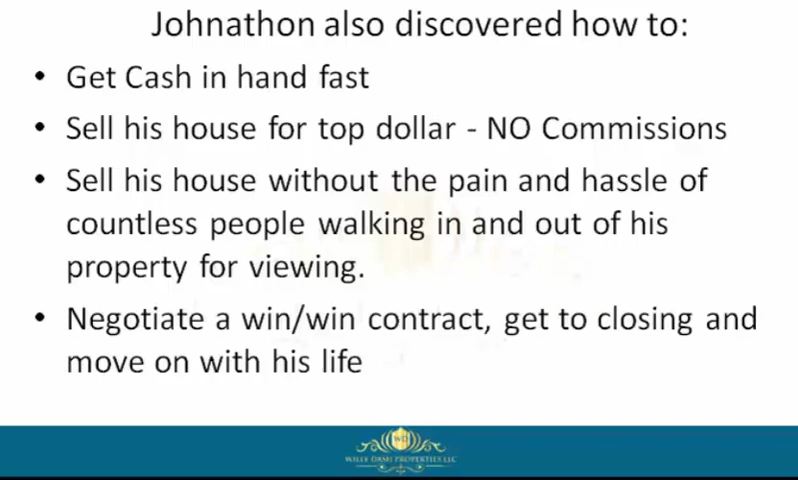 Johnathon also discovered how to:
• Get Cash in hand fast
• Sell his house for top dollar - NO Commissions
• Sell his house without the pain and hassle of
countless people walking in and out of his
property for viewing.
• Negotiate a win/win contract, get to closing and
move on with his life
PROPERTIES LLC